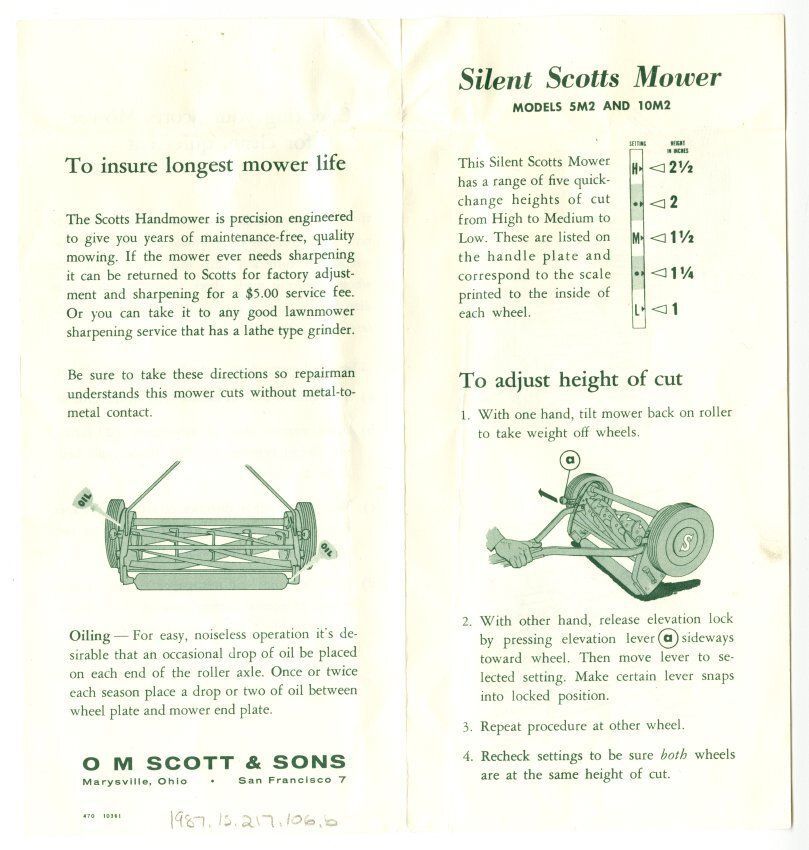 To insure longest mower life
The Scotts Handmower is precision engineered
to give you years of maintenance-free, quality
mowing. If the mower ever needs sharpening
it can be returned to Scotts for factory adjust-
ment and sharpening for a $5.00 service fee.
Or you can take it to any good lawnmower
sharpening service that has a lathe type grinder.
Be sure to take these directions so repairman
understands this mower cuts without metal-to-
metal contact.
OIL
OIL
Oiling — For easy, noiseless operation it's de-
sirable that an occasional drop of oil be placed
on each end of the roller axle. Once or twice
each season place a drop or two of oil between
wheel plate and mower end plate.
O M SCOTT & SONS
Marysville, Ohio • San Francisco 7
470 10361
1987.15.217.106.b
Silent Scotts Mower
MODELS 5M2 AND 10M2
This Silent Scotts Mower
has a range of five quick-
change heights of cut
from High to Medium to
Low. These are listed on
the handle plate and
correspond to the scale
printed to the inside of
each wheel.
SETTING HEIGHT
IN INCHES
H 2½
• 2
M 1½
• 1¼
L 1
To adjust height of cut
1. With one hand, tilt mower back on roller
to take weight off wheels.
a
S
2. With other hand, release elevation lock
by pressing elevation lever a sideways
toward wheel. Then move lever to se-
lected setting. Make certain lever snaps
into locked position.
3. Repeat procedure at other wheel.
4. Recheck settings to be sure both wheels
are at the same height of cut.